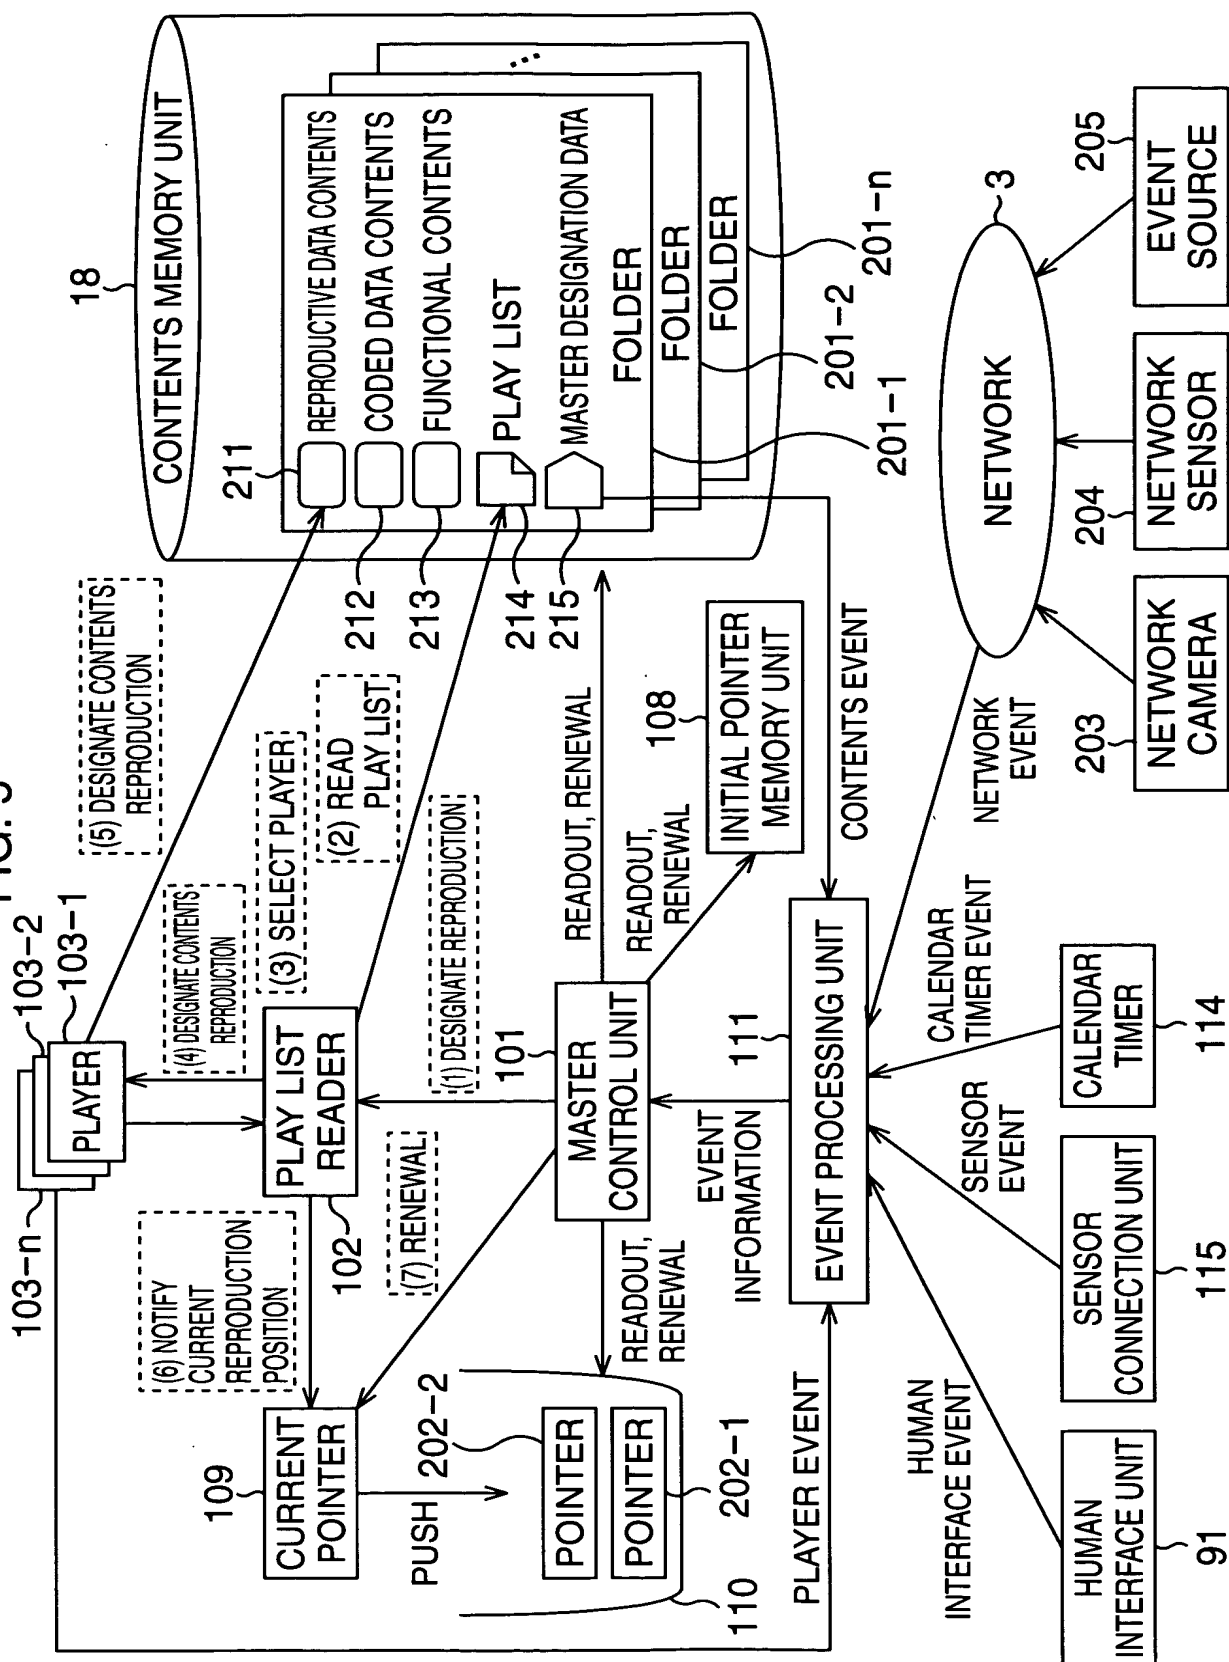 FIG.
103-n
103-2
103-1
PLAYER
(4) DESIGNATE CONTENTS
REPRODUCTION
(5) DESIGNATE CONTENTS
REPRODUCTION
18
CONTENTS MEMORY UNIT
(6) NOTIFY
CURRENT
REPRODUCTION
POSITION
109
CURRENT
POINTER
PLAY LIST
READER
102
(3) SELECT PLAYER
(2) READ
PLAY LIST
211
REPRODUCTIVE DATA CONTENTS
212
CODED DATA CONTENTS
213
FUNCTIONAL CONTENTS
214
PLAY LIST
215
MASTER DESIGNATION DATA
FOLDER
FOLDER
FOLDER
201-1
201-2
201-n
(7) RENEWAL
(1) DESIGNATE REPRODUCTION
PUSH
202-2
POINTER
POINTER
202-1
110
READOUT,
RENEWAL
101
MASTER
CONTROL UNIT
READOUT, RENEWAL
READOUT,
RENEWAL
108
INITIAL POINTER
MEMORY UNIT
PLAYER EVENT
EVENT
INFORMATION
111
EVENT PROCESSING UNIT
CONTENTS EVENT
HUMAN
INTERFACE EVENT
SENSOR
EVENT
CALENDAR
TIMER EVENT
NETWORK
EVENT
NETWORK
3
HUMAN
INTERFACE UNIT
91
SENSOR
CONNECTION UNIT
115
CALENDAR
TIMER
114
203
NETWORK
CAMERA
204
NETWORK
SENSOR
205
EVENT
SOURCE